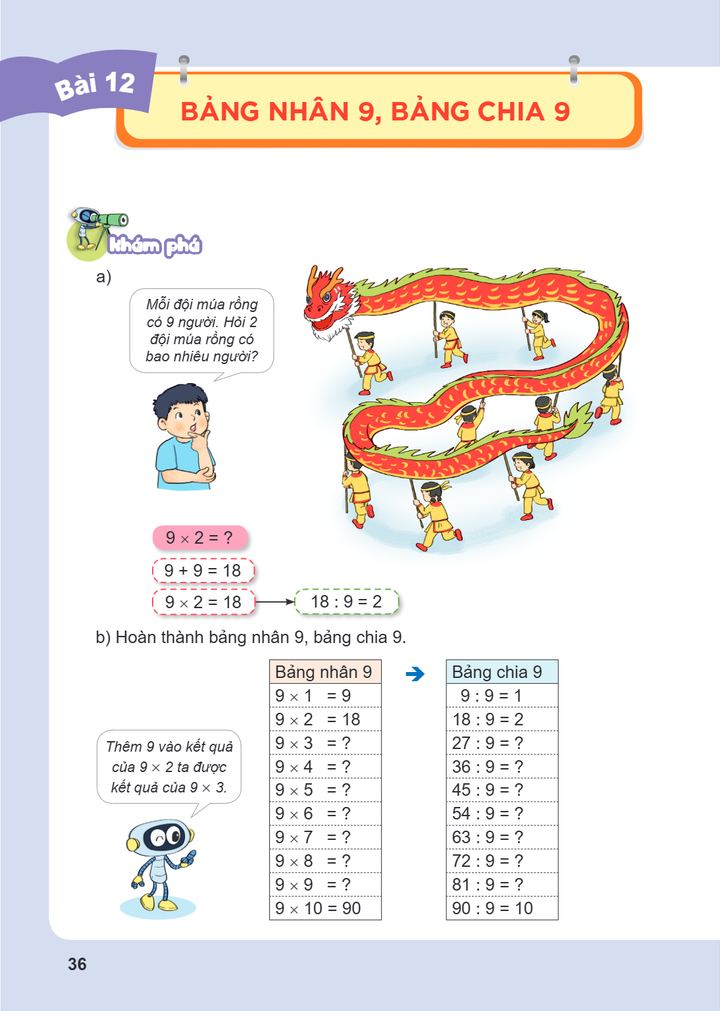 Bài 12
BẢNG NHÂN 9, BẢNG CHIA 9
khám phá
a)
Mỗi đội múa rồng
có 9 người. Hỏi 2
đội múa rồng có
bao nhiêu người?
9 × 2 = ?
9 + 9 = 18
9 × 2 = 18 → 18 : 9 = 2
b) Hoàn thành bảng nhân 9, bảng chia 9.
Thêm 9 vào kết quả
của 9 × 2 ta được
kết quả của 9 × 3.
Bảng nhân 9 ➔ Bảng chia 9
9 × 1 = 9 9 : 9 = 1
9 × 2 = 18 18 : 9 = 2
9 × 3 = ? 27 : 9 = ?
9 × 4 = ? 36 : 9 = ?
9 × 5 = ? 45 : 9 = ?
9 × 6 = ? 54 : 9 = ?
9 × 7 = ? 63 : 9 = ?
9 × 8 = ? 72 : 9 = ?
9 × 9 = ? 81 : 9 = ?
9 × 10 = 90 90 : 9 = 10
36